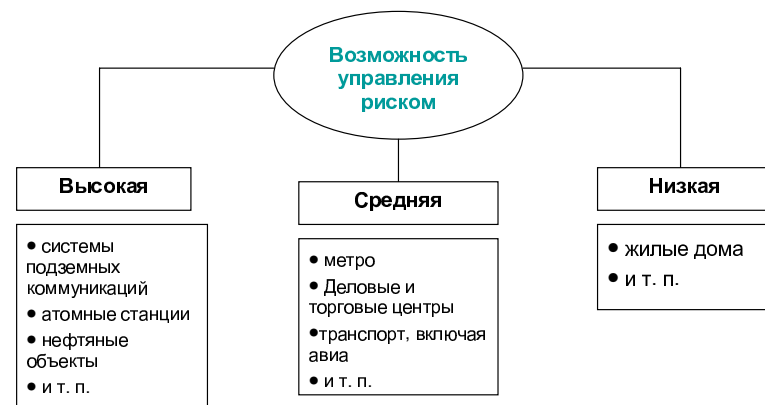 Возможность
управления
риском
Высокая
● системы
подземных
коммуникаций
● атомные станции
● нефтяные
объекты
● и т. п.
Средняя
● метро
● Деловые и
торговые центры
●транспорт, включая
авиа
● и т. п.
Низкая
● жилые дома
● и т. п.